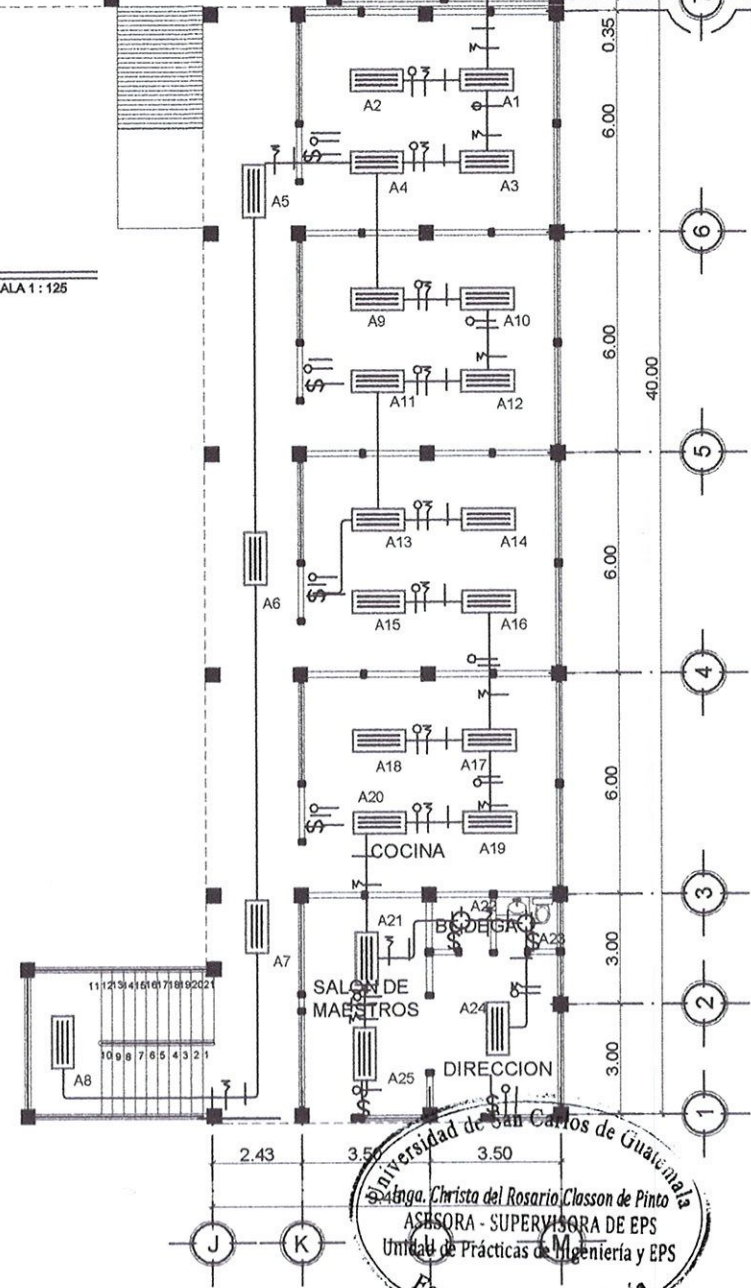 0.35
A2
A1
6.00
A5
A4
A3
6
ALA 1 : 125
A9
A10
6.00
40.00
A11
A12
5
A13
A14
6.00
A6
A15
A16
4
A18
A17
6.00
A20
A19
COCINA
3
A21
A22
BODEGA
A23
A7
3.00
11 12 13 14 15 16 17 18 19 20 21
SALON DE
MAESTROS
A24
2
10 9 8 7 6 5 4 3 2 1
A8
A25
DIRECCION
3.00
1
2.43
3.50
3.50
Universidad de San Carlos de Guatemala
Inga. Christa del Rosario Classon de Pinto
ASESORA - SUPERVISORA DE EPS
Unidad de Prácticas de Ingeniería y EPS
J
K
M